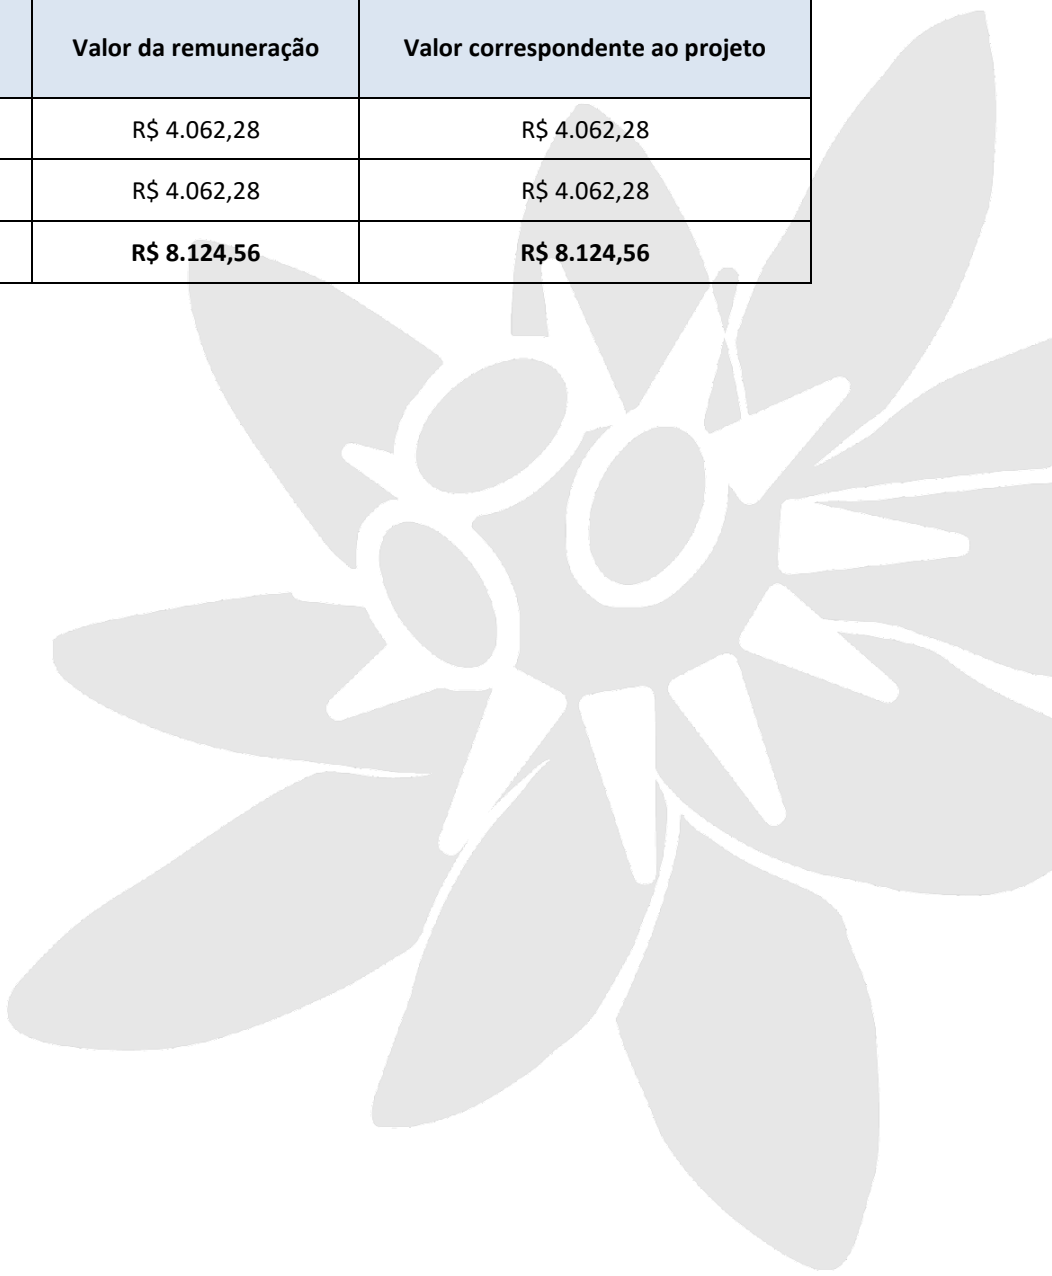 Valor da remuneração Valor correspondente ao projeto
R$ 4.062,28 R$ 4.062,28
R$ 4.062,28 R$ 4.062,28
R$ 8.124,56 R$ 8.124,56